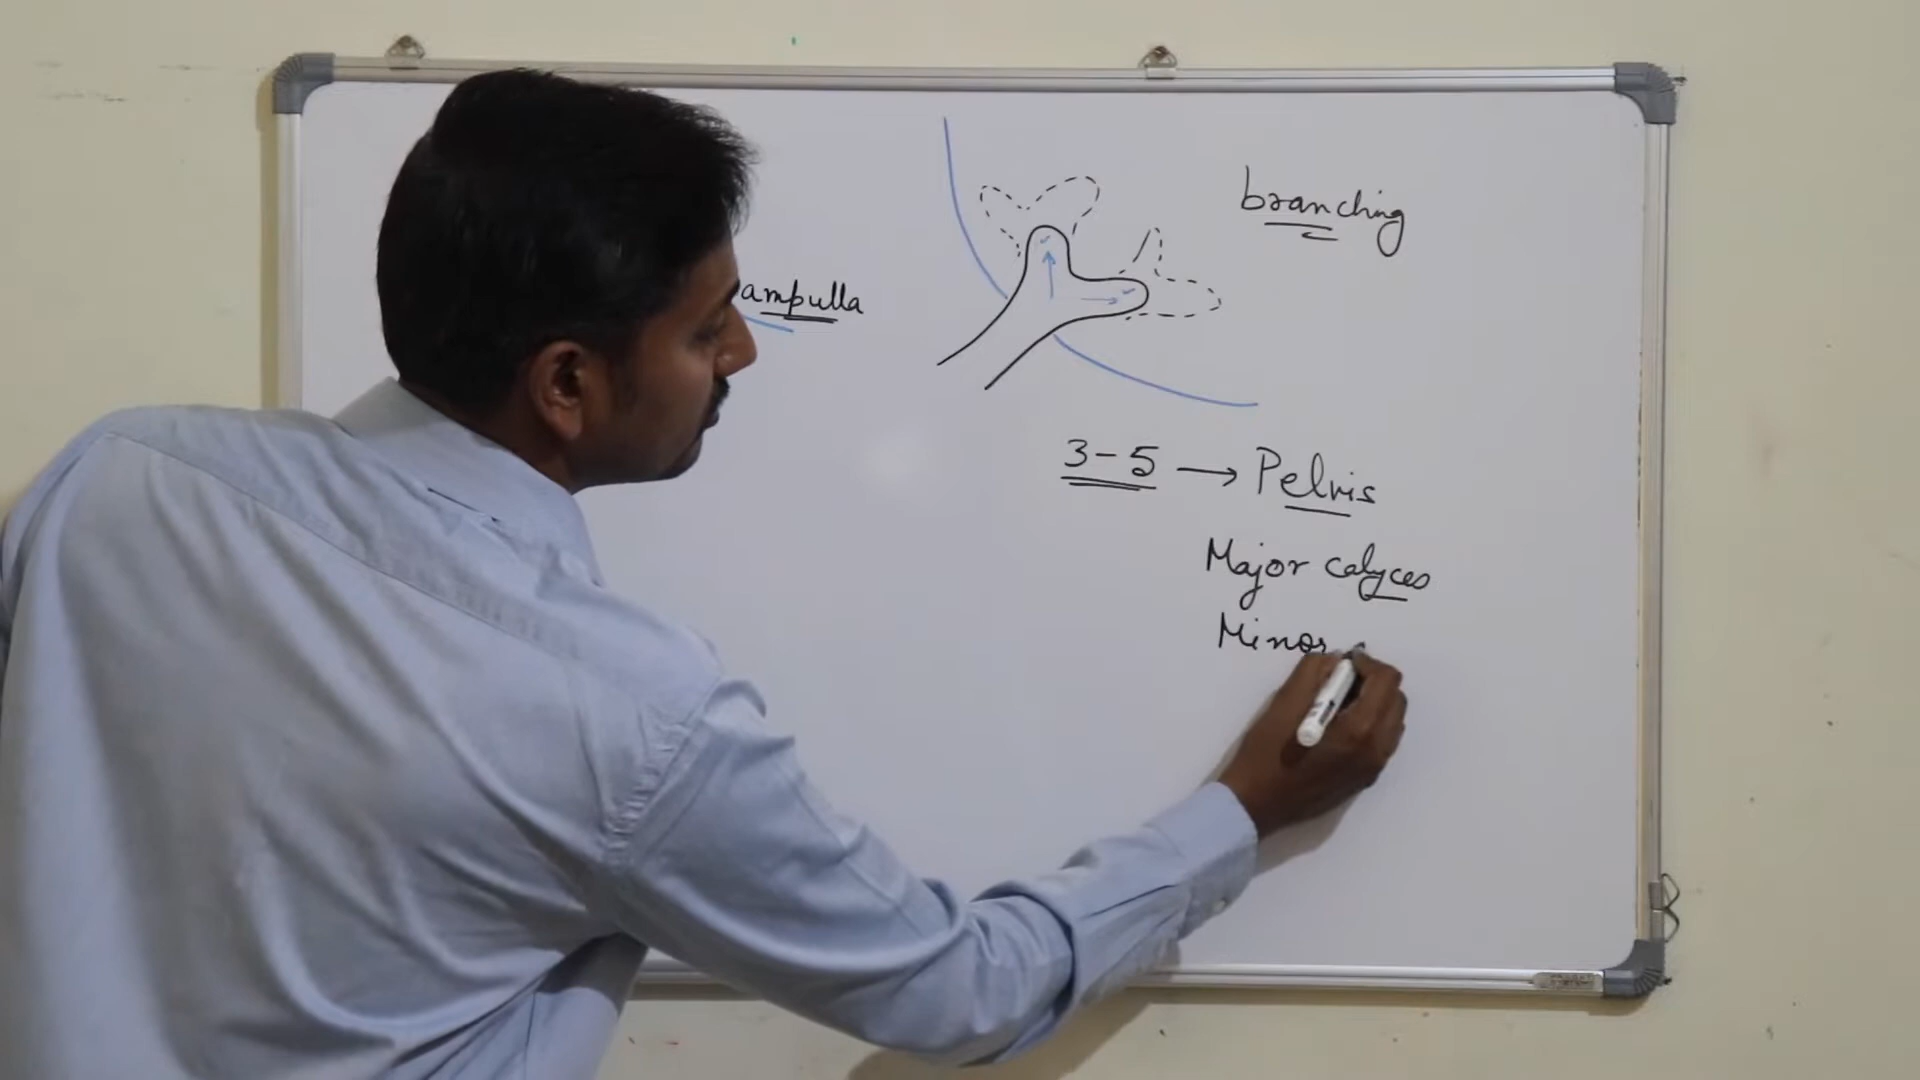 branching
ampulla
3-5 → Pelvis
Major calyces
Minor